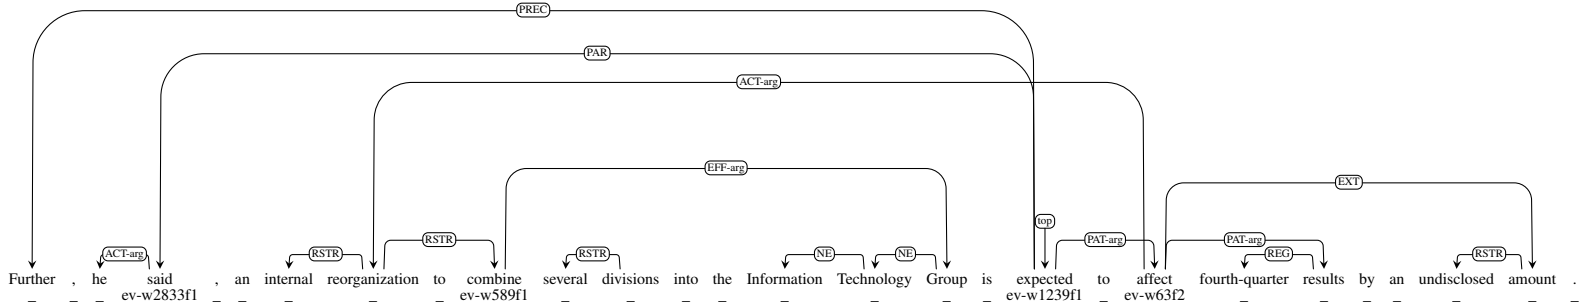 PREC
PAR
ACT-arg
EFF-arg
EXT
top
ACT-arg RSTR RSTR RSTR NE NE PAT-arg PAT-arg REG RSTR
Further , he said , an internal reorganization to combine several divisions into the Information Technology Group is expected to affect fourth-quarter results by an undisclosed amount .
_ _ _ ev-w2833f1 _ _ _ _ _ ev-w589f1 _ _ _ _ _ _ _ _ ev-w1239f1 _ ev-w63f2 _ _ _ _ _ _ _